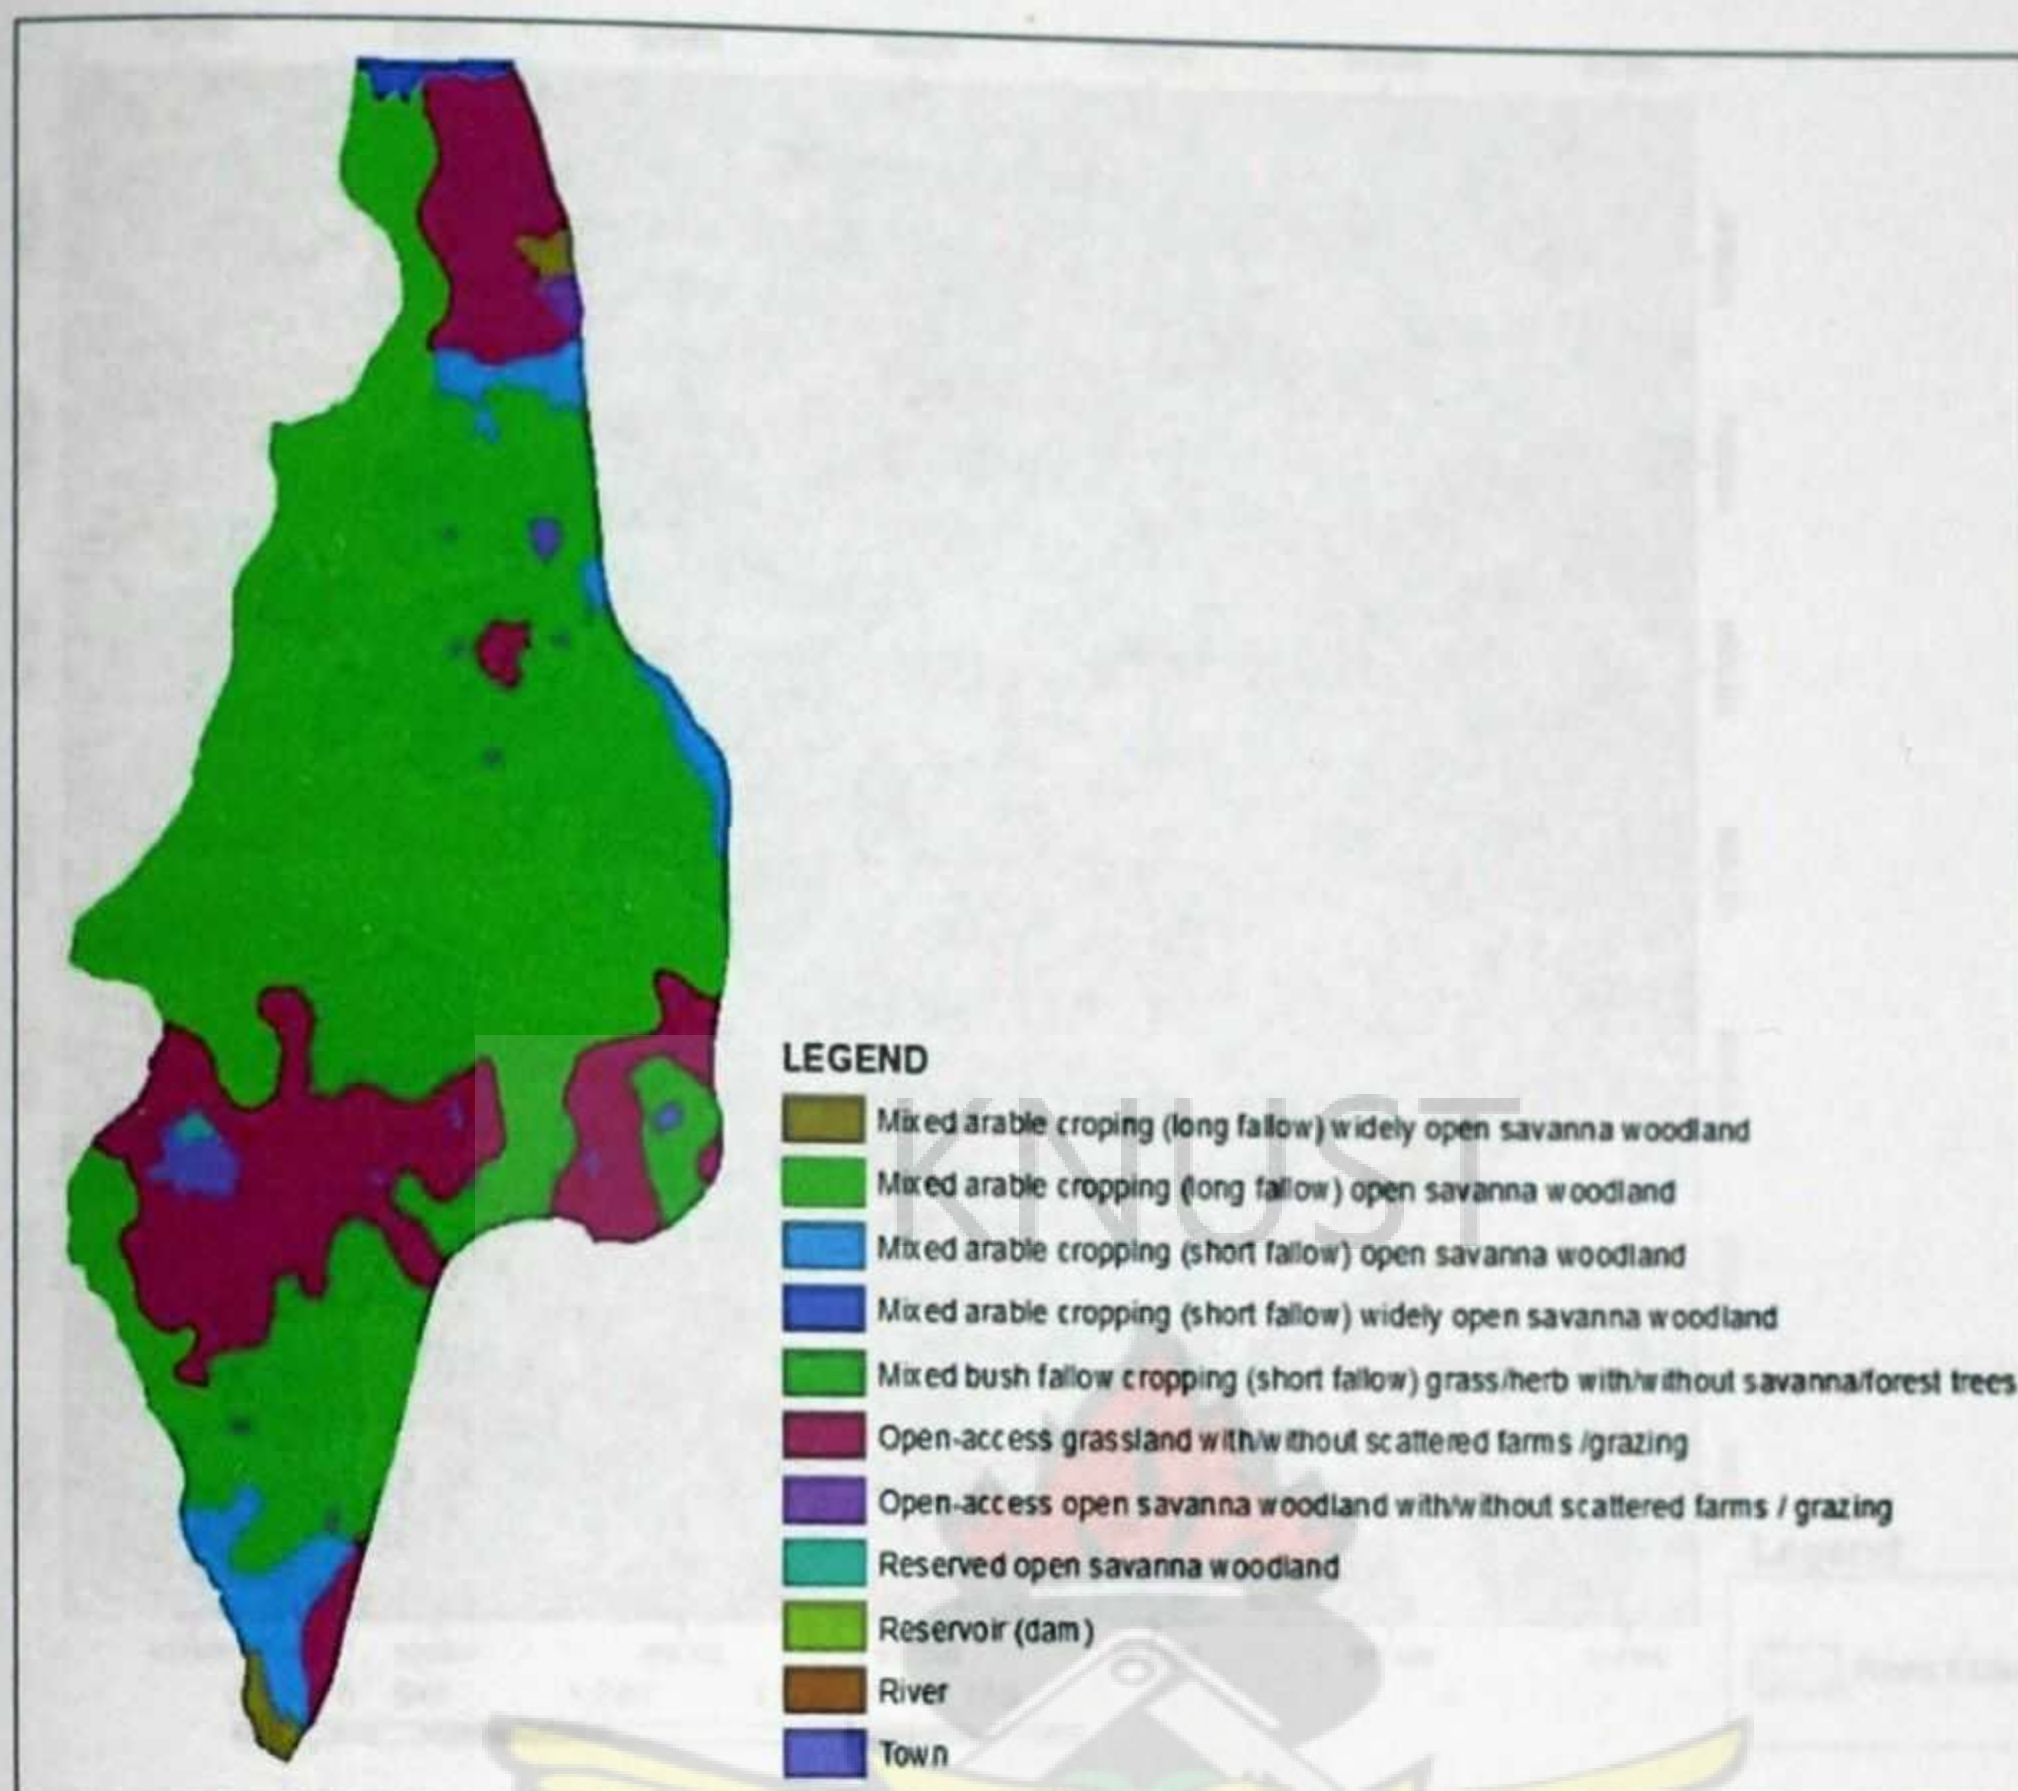 LEGEND
KNUST
Mixed arable croping (long fallow) widely open savanna woodland
Mixed arable cropping (long fallow) open savanna woodland
Mixed arable cropping (short fallow) open savanna woodland
Mixed arable cropping (short fallow) widely open savanna woodland
Mixed bush fallow cropping (short fallow) grass/herb with/without savanna/forest trees
Open-access grassland with/without scattered farms /grazing
Open-access open savanna woodland with/without scattered farms / grazing
Reserved open savanna woodland
Reservoir (dam)
River
Town